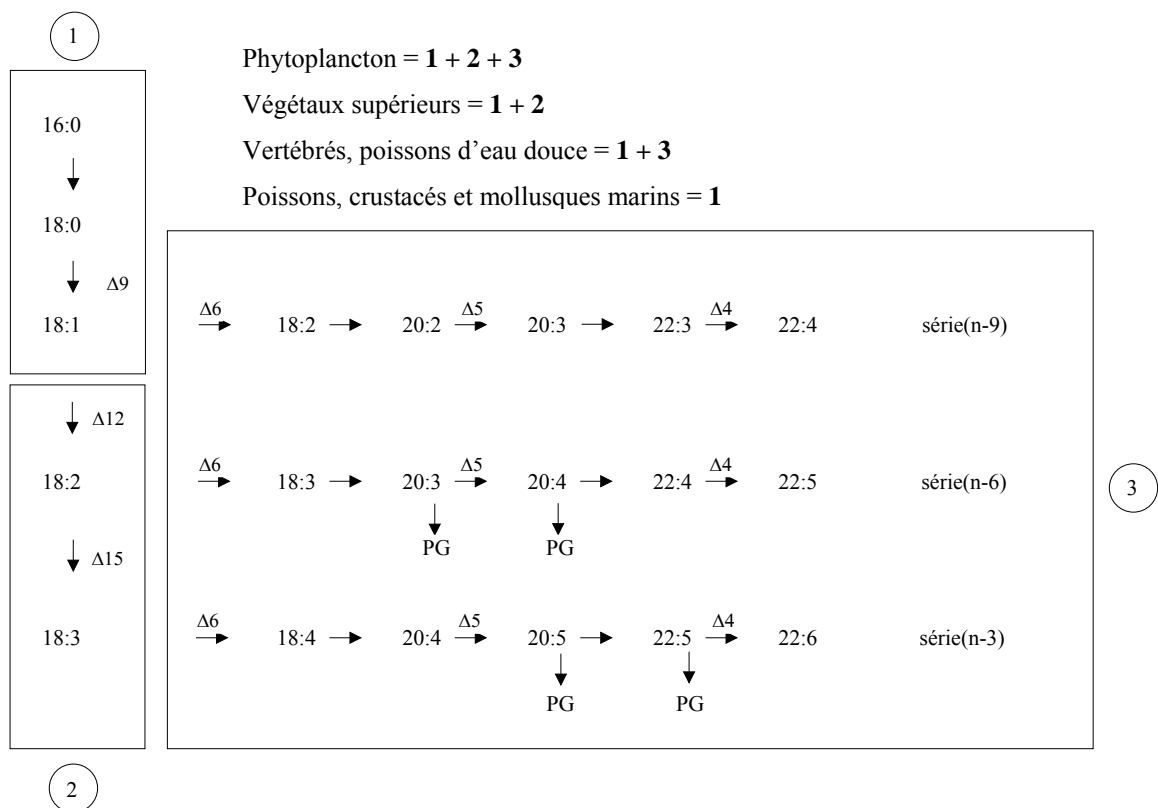 1
Phytoplancton = 1 + 2 + 3
Végétaux supérieurs = 1 + 2
Vertébrés, poissons d'eau douce = 1 + 3
Poissons, crustacés et mollusques marins = 1
16:0
18:0
Δ9
18:1
Δ6 18:2 20:2 Δ5 20:3 22:3 Δ4 22:4 série(n-9)
Δ12
18:2
Δ6 18:3 20:3 Δ5 20:4 22:4 Δ4 22:5 série(n-6)
3
PG PG
Δ15
18:3
Δ6 18:4 20:4 Δ5 20:5 22:5 Δ4 22:6 série(n-3)
PG PG
2